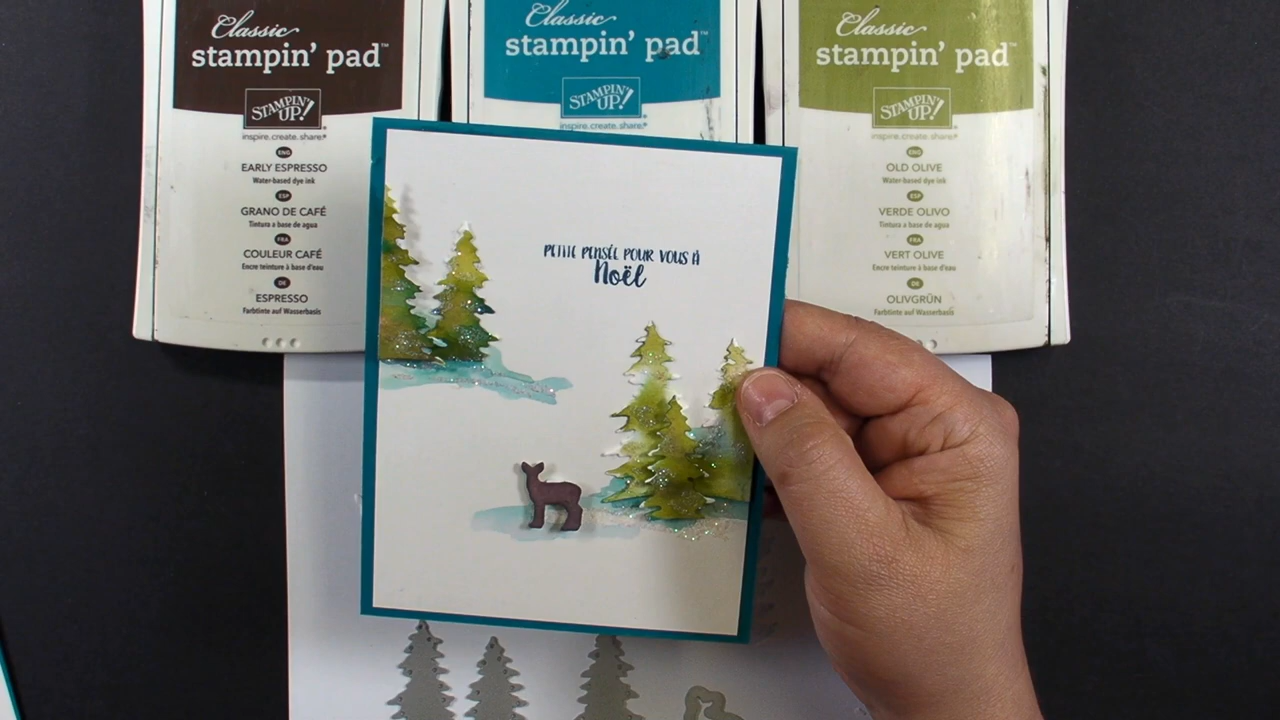 Classic
stampin' pad™
STAMPIN' UP!
inspire.create.share.®
ENG
EARLY ESPRESSO
Water-based dye ink
ESP
GRANO DE CAFÉ
Tintura a base de agua
FRA
COULEUR CAFÉ
Encre teinture à base d'eau
DE
ESPRESSO
Farbtinte auf Wasserbasis
Classic
stampin' pad™
STAMPIN' UP!
inspire.create.share.®
Classic
stampin' pad™
STAMPIN' UP!
inspire.create.share.®
ENG
OLD OLIVE
Water-based dye ink
ESP
VERDE OLIVO
Tintura a base de agua
FRA
VERT OLIVE
Encre teinture à base d'eau
DE
OLIVGRÜN
Farbtinte auf Wasserbasis
PETITE PENSÉE POUR VOUS À
Noël